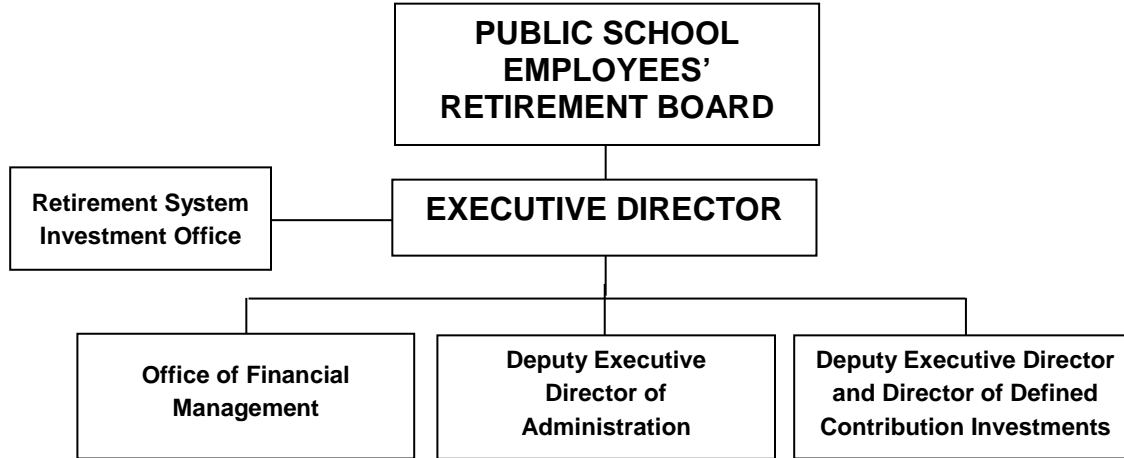 PUBLIC SCHOOL
EMPLOYEES’
RETIREMENT BOARD
Retirement System
Investment Office
EXECUTIVE DIRECTOR
Office of Financial
Management
Deputy Executive
Director of
Administration
Deputy Executive Director
and Director of Defined
Contribution Investments